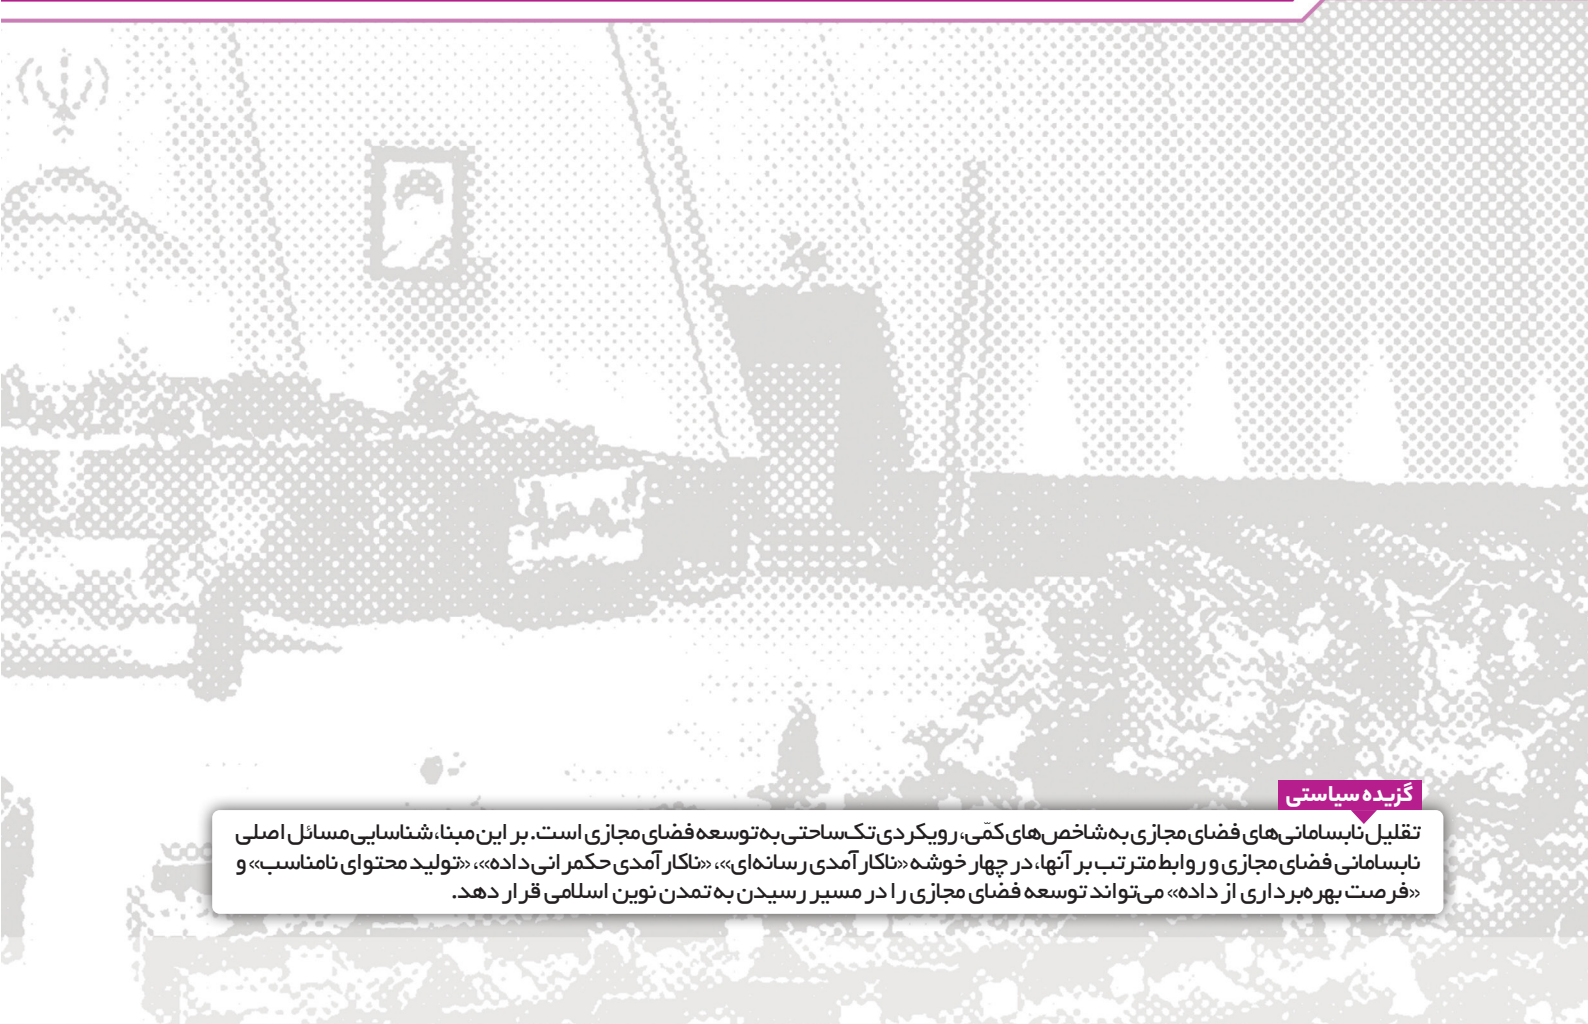 گزیده سیاستی
تقلیل نابسامانی‌های فضای مجازی به شاخص‌های کمّی، رویکردی تک‌ساحتی به توسعه فضای مجازی است. بر این مبنا، شناسایی مسائل اصلی
نابسامانی فضای مجازی و روابط مترتب بر آنها، در چهار خوشه «ناکارآمدی رسانه‌ای»، «ناکارآمدی حکمرانی داده»، «تولید محتوای نامناسب» و
«فرصت بهره‌برداری از داده» می‌تواند توسعه فضای مجازی را در مسیر رسیدن به تمدن نوین اسلامی قرار دهد.